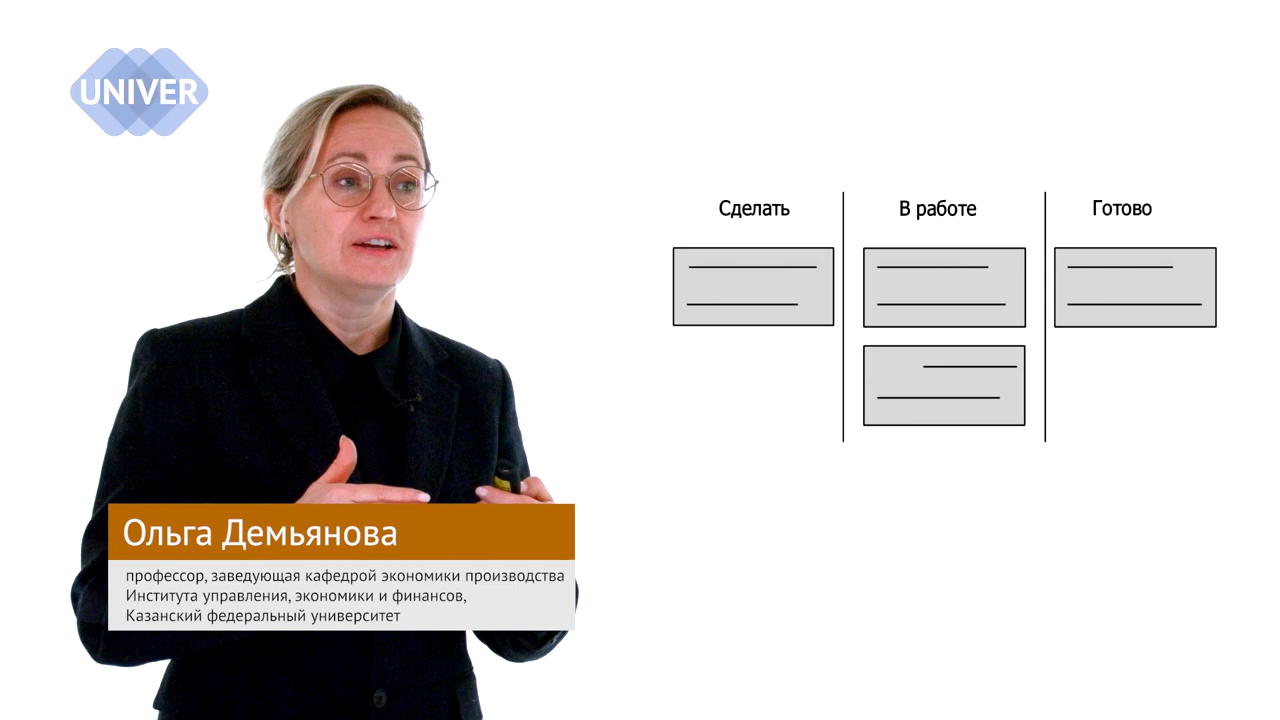 UNIVER
Сделать
В работе
Готово
Ольга Демьянова
профессор, заведующая кафедрой экономики производства
Института управления, экономики и финансов,
Казанский федеральный университет